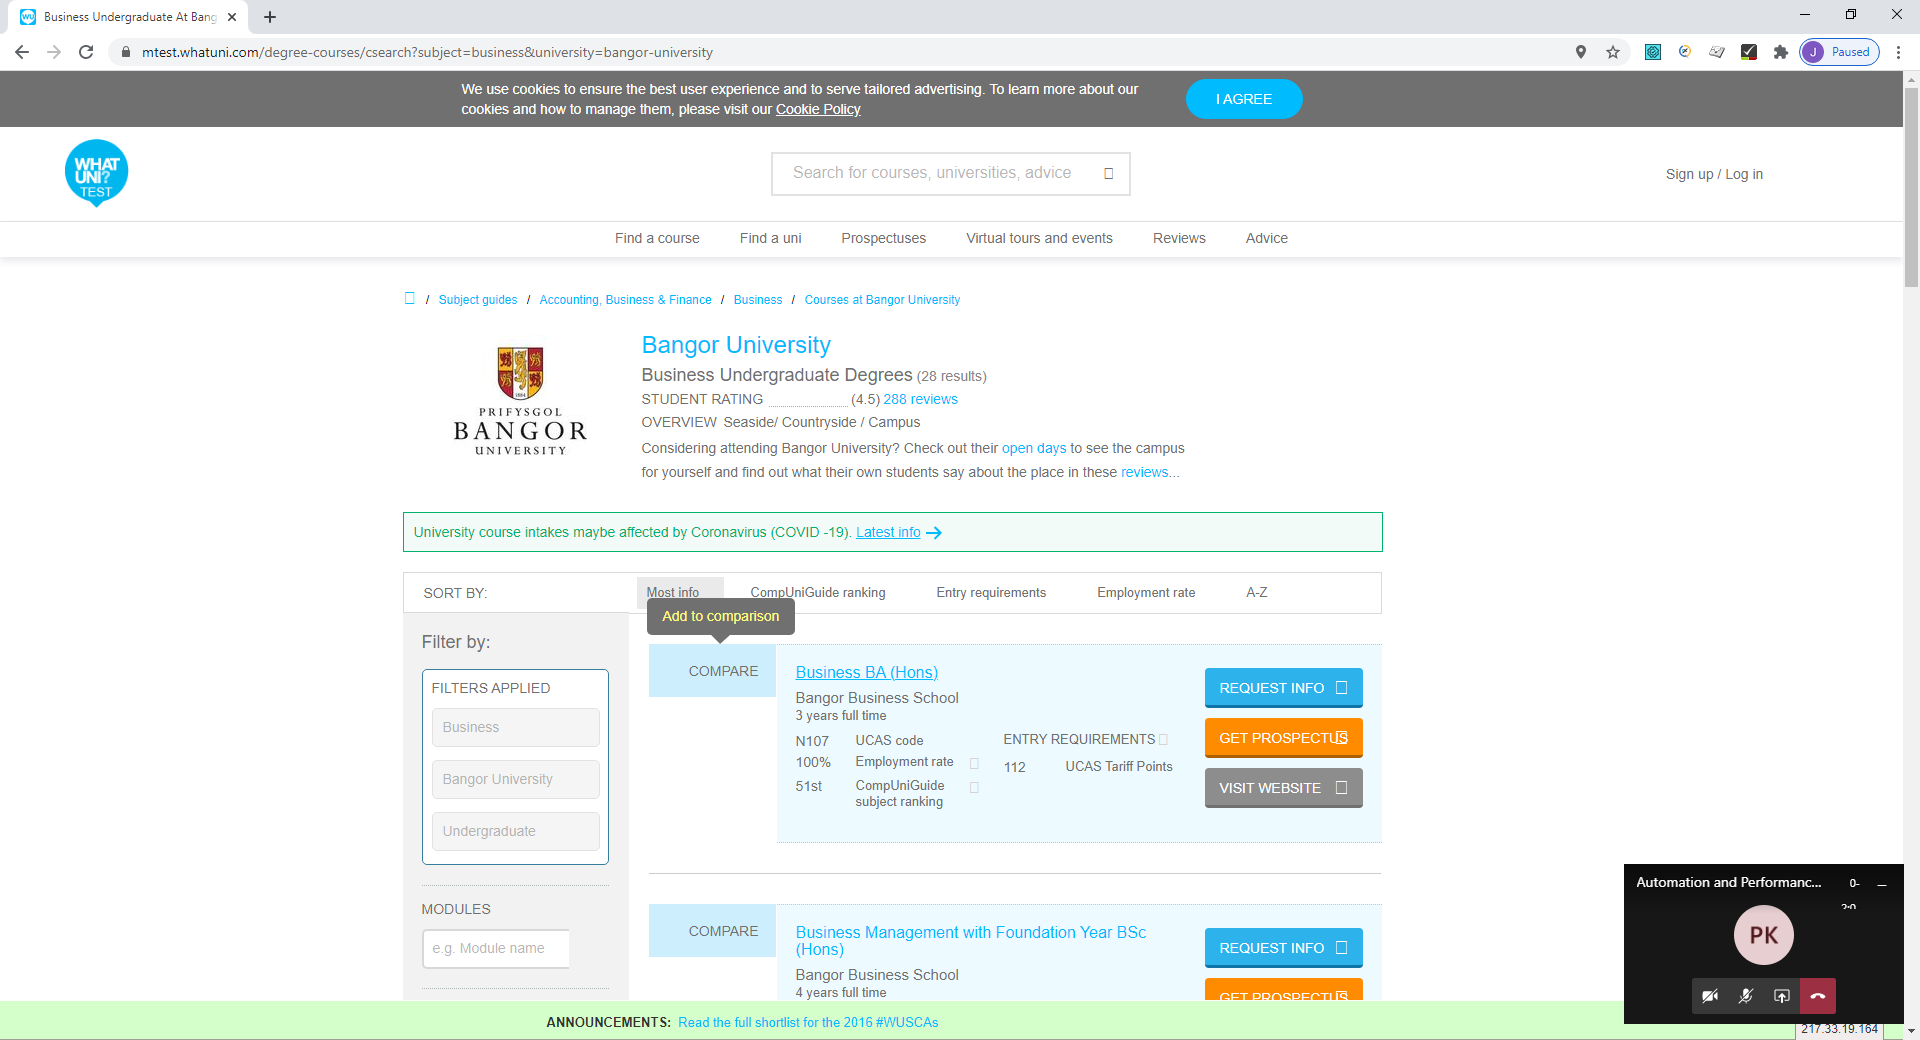 Business Undergraduate At Bang
mtest.whatuni.com/degree-courses/csearch?subject=business&university=bangor-university
J Paused
We use cookies to ensure the best user experience and to serve tailored advertising. To learn more about our
cookies and how to manage them, please visit our Cookie Policy
I AGREE
WHAT
UNI?
TEST
Search for courses, universities, advice
Sign up / Log in
Find a course Find a uni Prospectuses Virtual tours and events Reviews Advice
/ Subject guides / Accounting, Business & Finance / Business / Courses at Bangor University
PRIFYSGOL
BANGOR
UNIVERSITY
Bangor University
Business Undergraduate Degrees (28 results)
STUDENT RATING (4.5) 288 reviews
OVERVIEW Seaside/ Countryside / Campus
Considering attending Bangor University? Check out their open days to see the campus
for yourself and find out what their own students say about the place in these reviews...
University course intakes maybe affected by Coronavirus (COVID -19). Latest info
SORT BY: Most info CompUniGuide ranking Entry requirements Employment rate A-Z
Add to comparison
Filter by:
FILTERS APPLIED
Business
Bangor University
Undergraduate
MODULES
e.g. Module name
COMPARE
Business BA (Hons)
Bangor Business School
3 years full time
N107 UCAS code
100% Employment rate
51st CompUniGuide
subject ranking
ENTRY REQUIREMENTS
112 UCAS Tariff Points
REQUEST INFO
GET PROSPECTUS
VISIT WEBSITE
COMPARE
Business Management with Foundation Year BSc
(Hons)
Bangor Business School
4 years full time
REQUEST INFO
GET PROSPECTUS
Automation and Performanc...
PK
ANNOUNCEMENTS: Read the full shortlist for the 2016 #WUSCAs
217.33.19.164